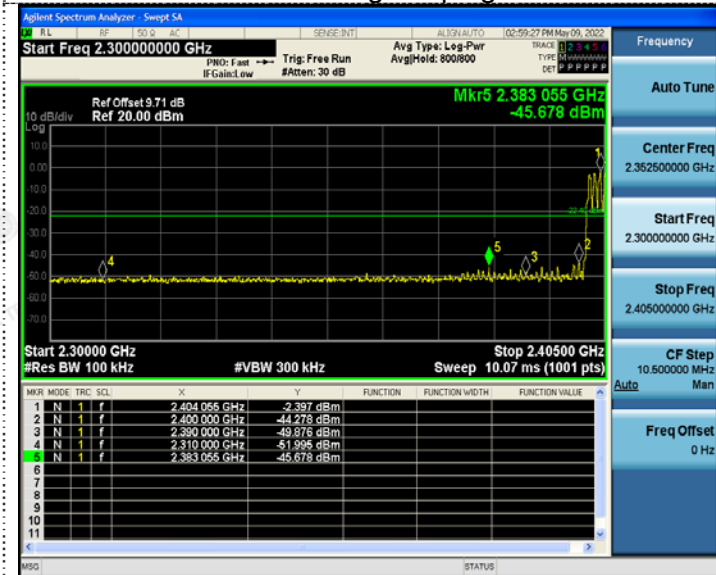 Agilent Spectrum Analyzer - Swept SA
RL RF 50 Ω AC SENSE:INT ALIGNAUTO 02:59:27 PM May 09, 2022
Start Freq 2.300000000 GHz
PNO: Fast Trig: Free Run
IFGain:Low #Atten: 30 dB
Avg Type: Log-Pwr
Avg|Hold: 800/800
TRACE 1 2 3 4 5 6
TYPE M
DET P P P P P P
Ref Offset 9.71 dB
Ref 20.00 dBm
10 dB/div
Log
Mkr5 2.383 055 GHz
-45.678 dBm
10.0
0.00
-10.0
-20.0
-30.0
-40.0
-50.0
-60.0
-70.0
1
2
3
4
5
Start 2.30000 GHz Stop 2.40500 GHz
#Res BW 100 kHz #VBW 300 kHz Sweep 10.07 ms (1001 pts)
MKR MODE TRC SCL X Y FUNCTION FUNCTION WIDTH FUNCTION VALUE
1 N 1 f 2.404 055 GHz -2.397 dBm
2 N 1 f 2.400 000 GHz -44.278 dBm
3 N 1 f 2.390 000 GHz -49.876 dBm
4 N 1 f 2.310 000 GHz -51.995 dBm
5 N 1 f 2.383 055 GHz -45.678 dBm
6
7
8
9
10
11
MSG STATUS
Frequency
Auto Tune
Center Freq
2.352500000 GHz
Start Freq
2.300000000 GHz
Stop Freq
2.405000000 GHz
CF Step
10.500000 MHz
Auto Man
Freq Offset
0 Hz